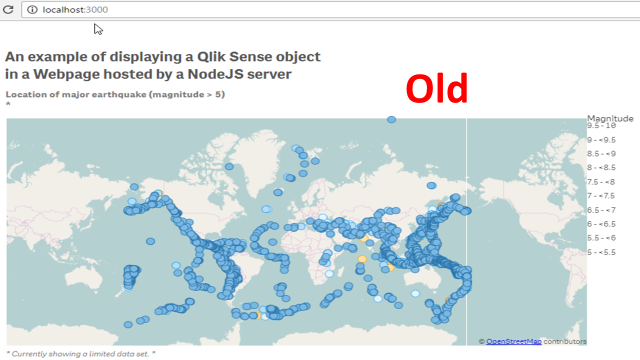 localhost:3000
An example of displaying a Qlik Sense object
in a Webpage hosted by a NodeJS server
Location of major earthquake (magnitude > 5)
*
Old
Magnitude
9.5 - 10
9 - <9.5
8.5 - <9
8 - <8.5
7.5 - <8
7 - <7.5
6.5 - <7
6 - <6.5
5.5 - <6
5 - <5.5
© OpenStreetMap contributors
* Currently showing a limited data set. *